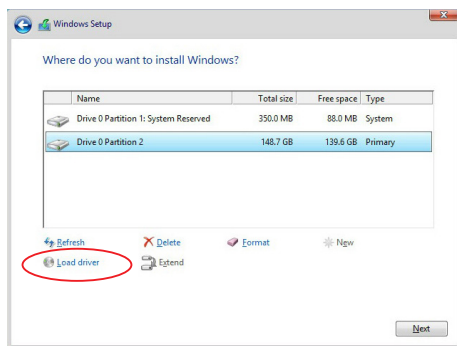 Windows Setup
Where do you want to install Windows?
Name Total size Free space Type
Drive 0 Partition 1: System Reserved 350.0 MB 88.0 MB System
Drive 0 Partition 2 148.7 GB 139.6 GB Primary
Refresh Delete Format New
Load driver Extend
Next